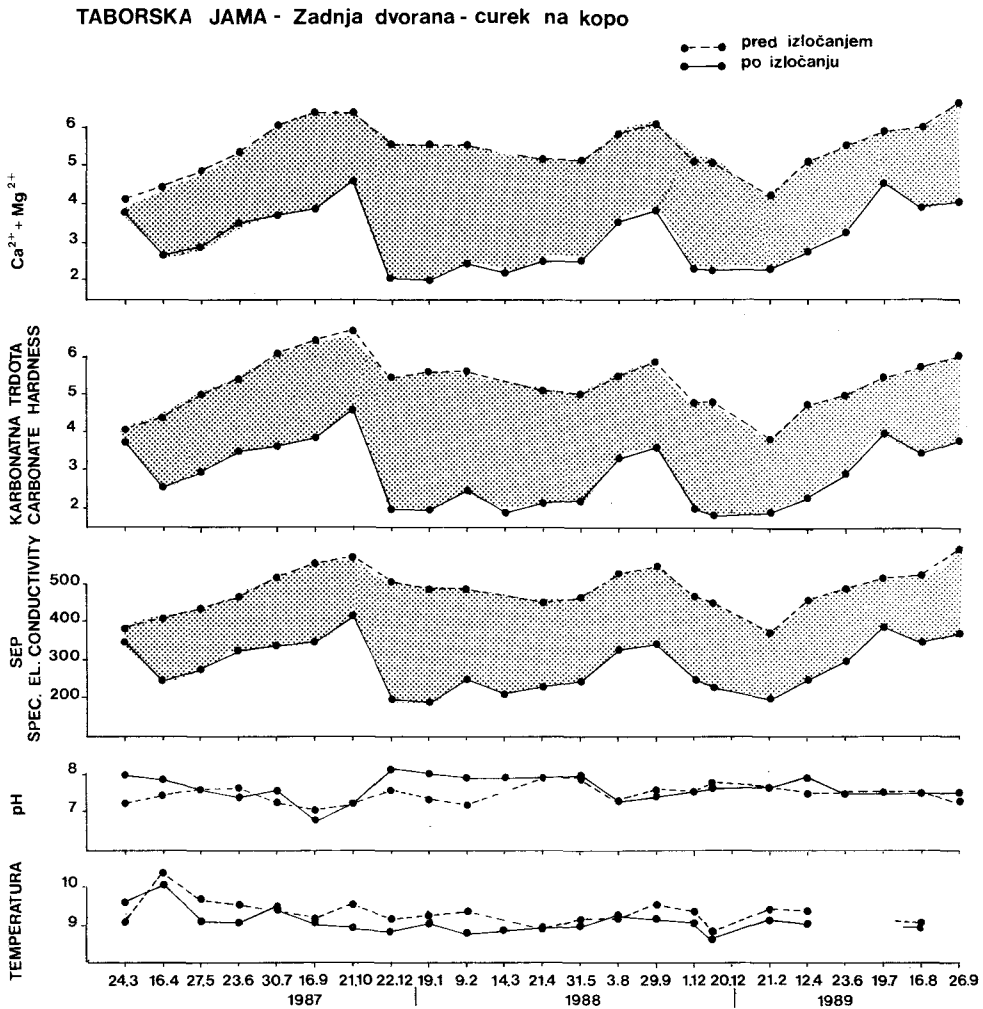 TABORSKA JAMA - Zadnja dvorana - curek na kopo
pred izločanjem
po izločanju
Ca2+ + Mg2+
6
5
4
3
2
KARBONATNA TRDOTA
CARBONATE HARDNESS
6
5
4
3
2
SEP
SPEC. EL. CONDUCTIVITY
500
400
300
200
pH
8
7
TEMPERATURA
10
9
24.3 16.4 27,5 23.6 30.7 16.9 21,10 22.12 19.1 9.2 14,3 21.4 31.5 3.8 29.9 1.12 20.12 21.2 12.4 23.6 19.7 16.8 26.9
1987 1988 1989